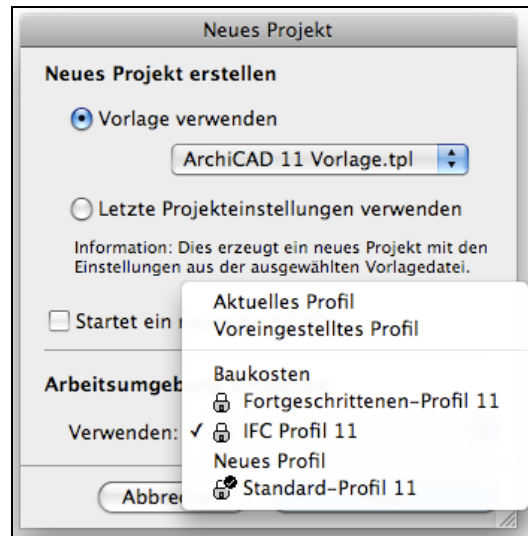 Neues Projekt
Neues Projekt erstellen
Vorlage verwenden
ArchiCAD 11 Vorlage.tpl
Letzte Projekteinstellungen verwenden
Information: Dies erzeugt ein neues Projekt mit den
Einstellungen aus der ausgewählten Vorlagedatei.
Startet ein
Aktuelles Profil
Voreingestelltes Profil
Baukosten
Fortgeschrittenen-Profil 11
IFC Profil 11
Neues Profil
Standard-Profil 11
Verwenden: